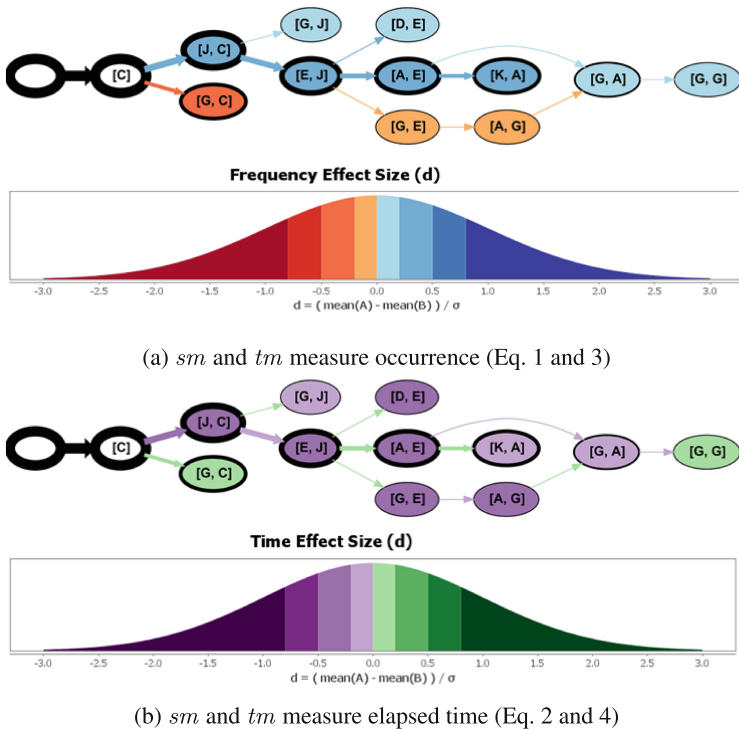 [G, J] [D, E]
[C] [J, C] [E, J] [A, E] [K, A] [G, A] [G, G]
[G, C] [G, E] [A, G]
Frequency Effect Size (d)
-3.0 -2.5 -2.0 -1.5 -1.0 -0.5 0.0 0.5 1.0 1.5 2.0 2.5 3.0
d = ( mean(A) - mean(B) ) / σ
(a) sm and tm measure occurrence (Eq. 1 and 3)
[G, J] [D, E]
[C] [J, C] [E, J] [A, E] [K, A] [G, A] [G, G]
[G, C] [G, E] [A, G]
Time Effect Size (d)
-3.0 -2.5 -2.0 -1.5 -1.0 -0.5 0.0 0.5 1.0 1.5 2.0 2.5 3.0
d = ( mean(A) - mean(B) ) / σ
(b) sm and tm measure elapsed time (Eq. 2 and 4)